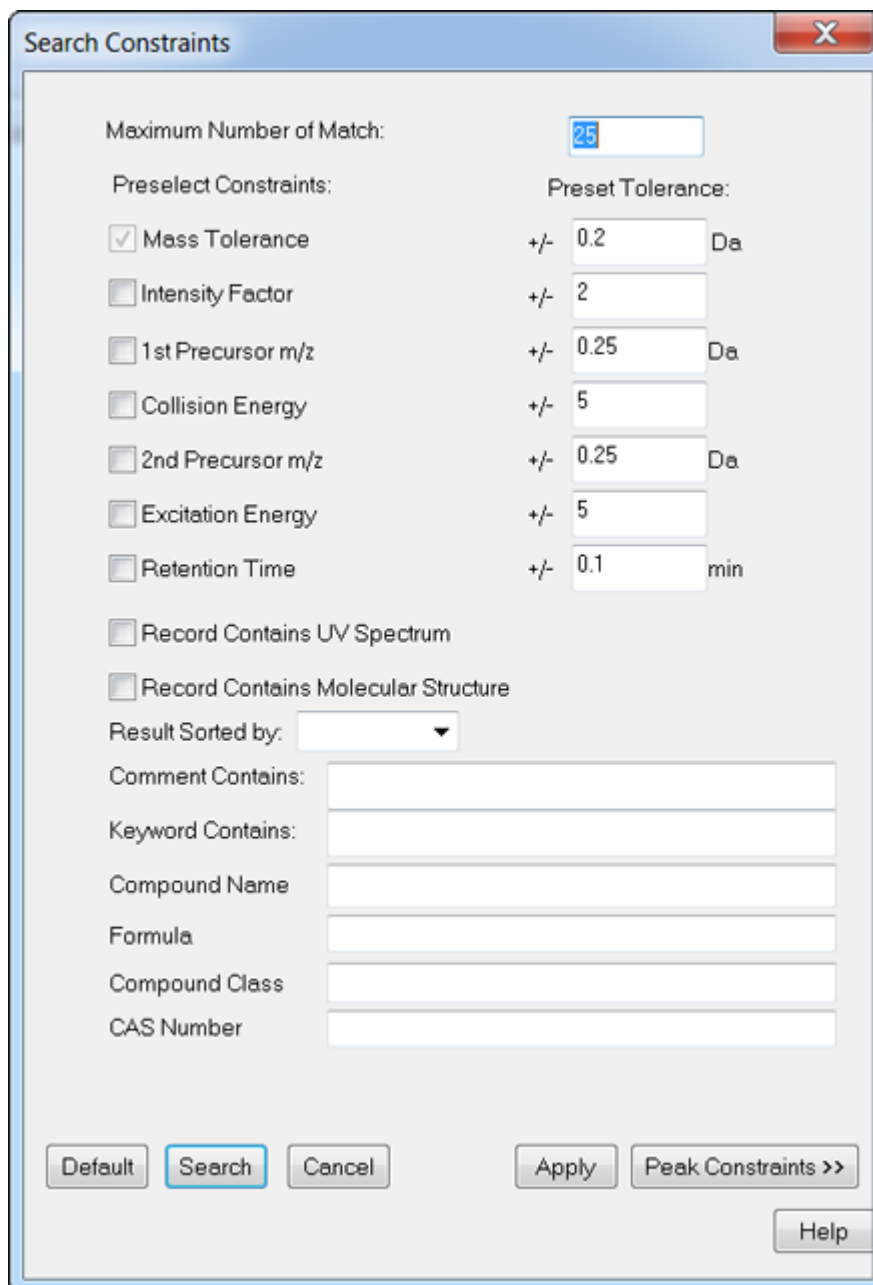 Search Constraints
Maximum Number of Match: 25
Preselect Constraints: Preset Tolerance:
Mass Tolerance +/- 0.2 Da
Intensity Factor +/- 2
1st Precursor m/z +/- 0.25 Da
Collision Energy +/- 5
2nd Precursor m/z +/- 0.25 Da
Excitation Energy +/- 5
Retention Time +/- 0.1 min
Record Contains UV Spectrum
Record Contains Molecular Structure
Result Sorted by:
Comment Contains:
Keyword Contains:
Compound Name
Formula
Compound Class
CAS Number
Default Search Cancel Apply Peak Constraints >>
Help